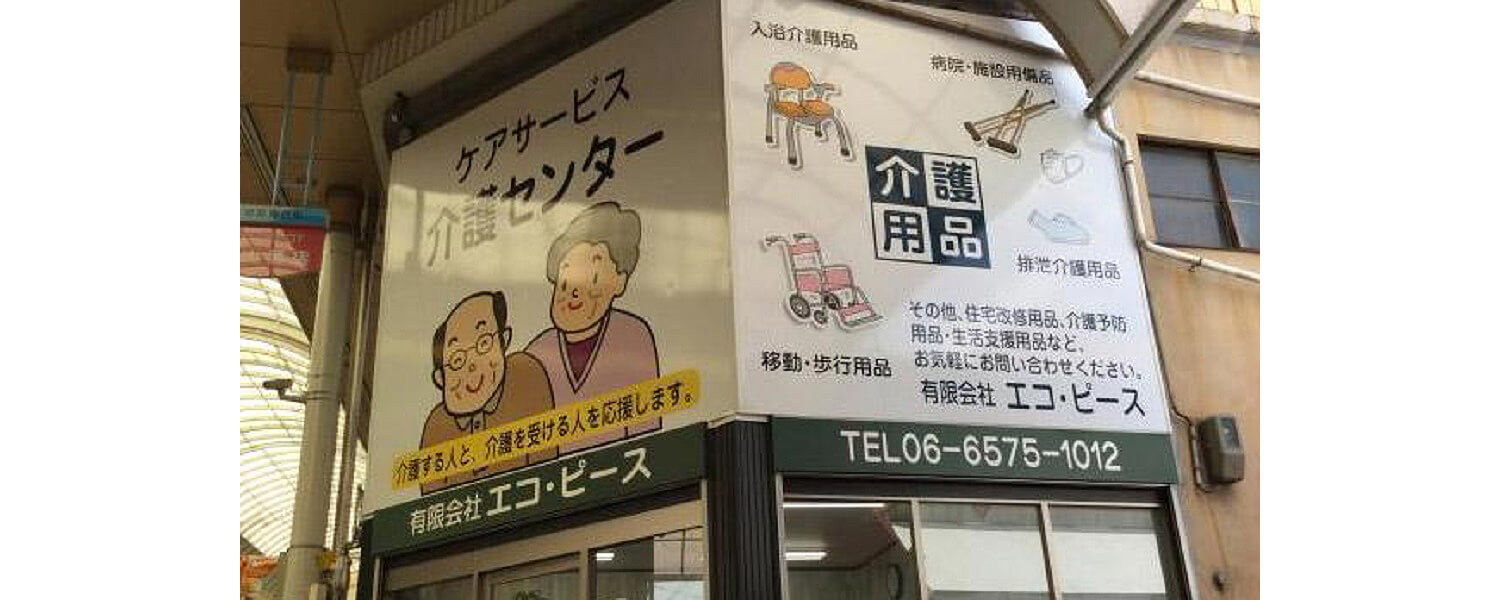 ケアサービス
介護センター
介護する人と、介護を受ける人を応援します。
有限会社 エコ・ピース
入浴介護用品
病院・施設用備品
介護
用品
排泄介護用品
移動・歩行用品
その他、住宅改修用品、介護予防
用品・生活支援用品など、
お気軽にお問い合わせください。
有限会社 エコ・ピース
TEL06-6575-1012